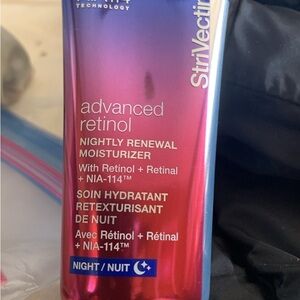 TECHNOLOGY
StriVectin
advanced
retinol
NIGHTLY RENEWAL
MOISTURIZER
With Retinol + Retinal
+ NIA-114™
SOIN HYDRATANT
RETEXTURISANT
DE NUIT
Avec Rétinol + Rétinal
+ NIA-114™
NIGHT / NUIT